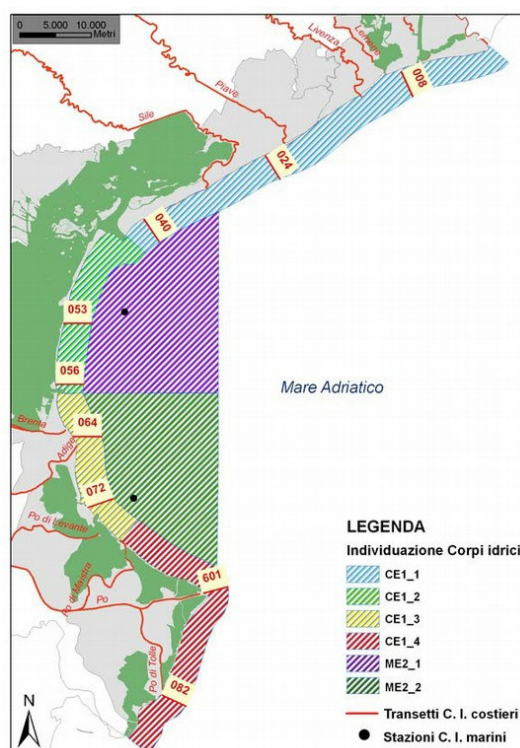 0 5.000 10.000
Metri
Livenza
Lemene
008
Piave
Sile
024
040
053
Mare Adriatico
056
Brenta
064
Adige
072
Po di Levante
Po di Maistra
601
Po
Po di Tolle
082
N
LEGENDA
Individuazione Corpi idrici
CE1_1
CE1_2
CE1_3
CE1_4
ME2_1
ME2_2
Transetti C. I. costieri
Stazioni C. I. marini